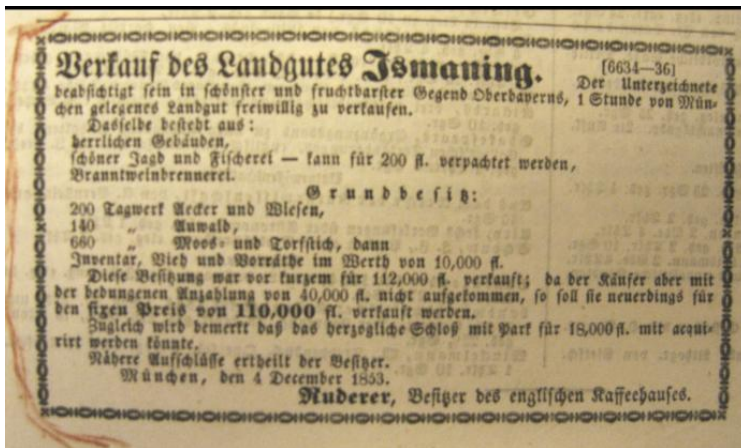 Verkauf des Landgutes Ismaning. [6634—36]
Der Unterzeichnete
beabsichtigt sein in schönster und fruchtbarster Gegend Oberbayerns, 1 Stunde von Mün-
chen gelegenes Landgut freiwillig zu verkaufen.
Dasselbe besteht aus:
herrlichen Gebäuden,
schöner Jagd und Fischerei — kann für 200 fl. verpachtet werden,
Branntweinbrennerei.
Grundbesitz:
200 Tagwerk Aecker und Wiesen,
140 „ Auwald,
660 „ Moos- und Torfstich, dann
Inventar, Vieh und Vorräthe im Werth von 10,000 fl.
Diese Besitzung war vor kurzem für 112,000 fl. verkauft; da der Käufer aber mit
der bedungenen Anzahlung von 40,000 fl. nicht aufgekommen, so soll sie neuerdings für
den fixen Preis von 110,000 fl. verkauft werden.
Zugleich wird bemerkt daß das herzogliche Schloß mit Park für 18,000 fl. mit acqui-
rirt werden könnte.
Nähere Aufschlüsse ertheilt der Besitzer.
München, den 4 December 1853.
Ruderer, Besitzer des englischen Kaffeehauses.